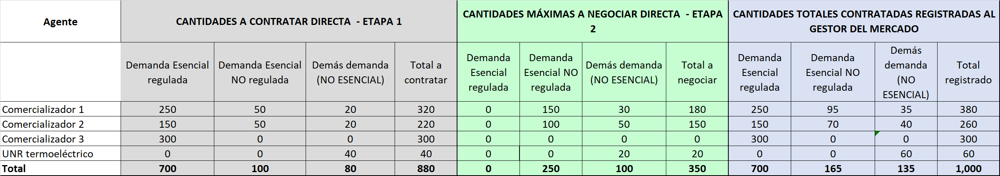 Agente CANTIDADES A CONTRATAR DIRECTA - ETAPA 1 CANTIDADES MÁXIMAS A NEGOCIAR DIRECTA - ETAPA
2 CANTIDADES TOTALES CONTRATADAS REGISTRADAS AL
GESTOR DEL MERCADO
Demanda Esencial
regulada
Demanda Esencial
NO regulada
Demás demanda
(NO ESENCIAL)
Total a
contratar
Demanda
Esencial
regulada
Demanda
Esencial NO
regulada
Demás demanda
(NO ESENCIAL)
Total a
negociar
Demanda
Esencial
regulada
Demanda
Esencial NO
regulada
Demás
demanda
(NO
ESENCIAL)
Total
registrado
Comercializador 1 250 50 20 320 0 150 30 180 250 95 35 380
Comercializador 2 150 50 20 220 0 100 50 150 150 70 40 260
Comercializador 3 300 0 0 300 0 0 0 0 300 0 0 300
UNR termoeléctrico 0 0 40 40 0 0 20 20 0 0 60 60
Total 700 100 80 880 0 250 100 350 700 165 135 1,000